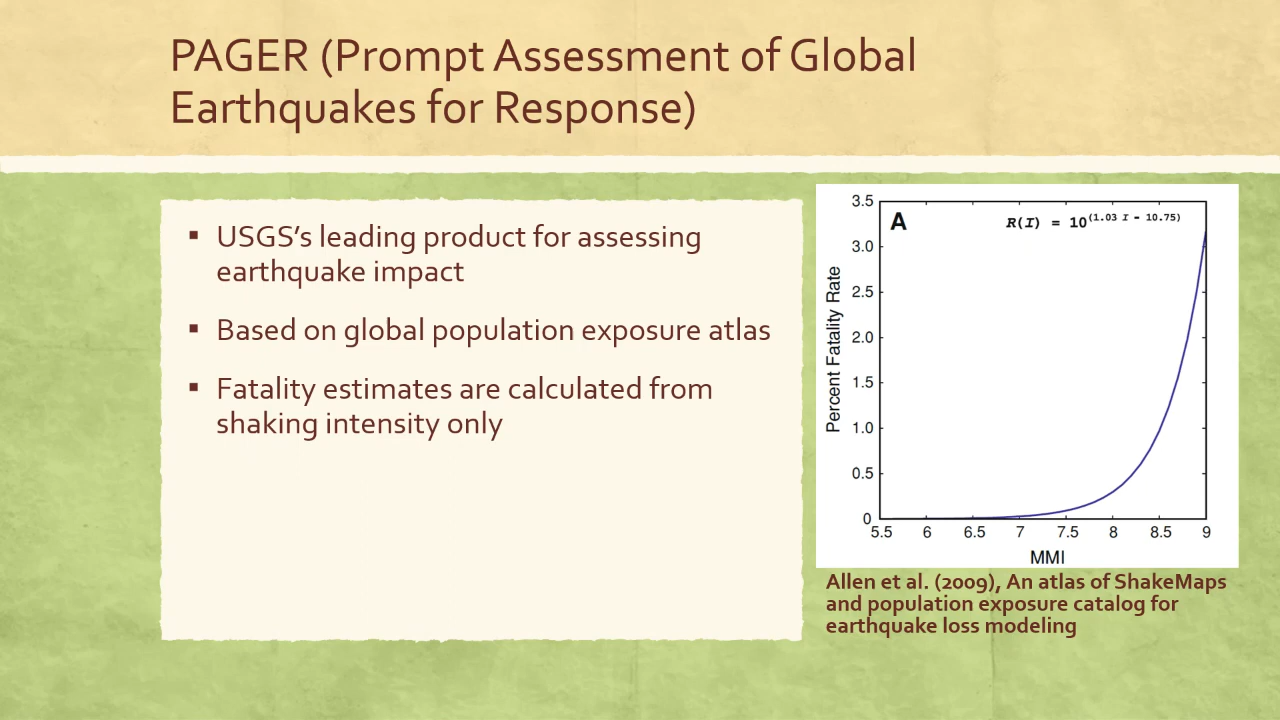 PAGER (Prompt Assessment of Global
Earthquakes for Response)
▪ USGS’s leading product for assessing
earthquake impact
▪ Based on global population exposure atlas
▪ Fatality estimates are calculated from
shaking intensity only
A
R(I) = 10^(1.03 I - 10.75)
Percent Fatality Rate
3.5
3.0
2.5
2.0
1.5
1.0
0.5
0
5.5 6 6.5 7 7.5 8 8.5 9
MMI
Allen et al. (2009), An atlas of ShakeMaps
and population exposure catalog for
earthquake loss modeling